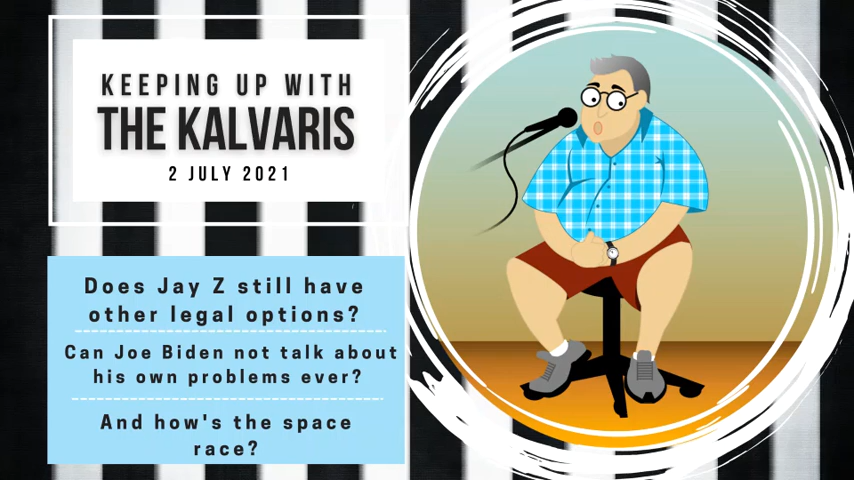 KEEPING UP WITH
THE KALVARIS
2 JULY 2021
Does Jay Z still have
other legal options?
Can Joe Biden not talk about
his own problems ever?
And how's the space
race?